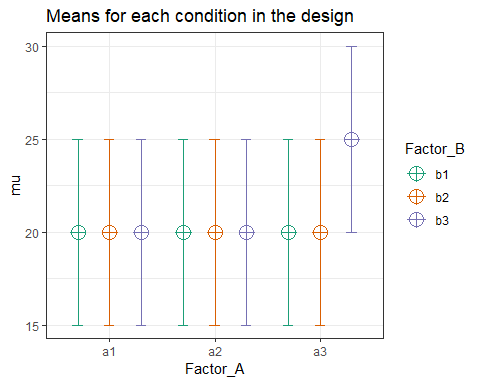 Means for each condition in the design
30
25
20
15
mu
a1
a2
a3
Factor_A
Factor_B
b1
b2
b3